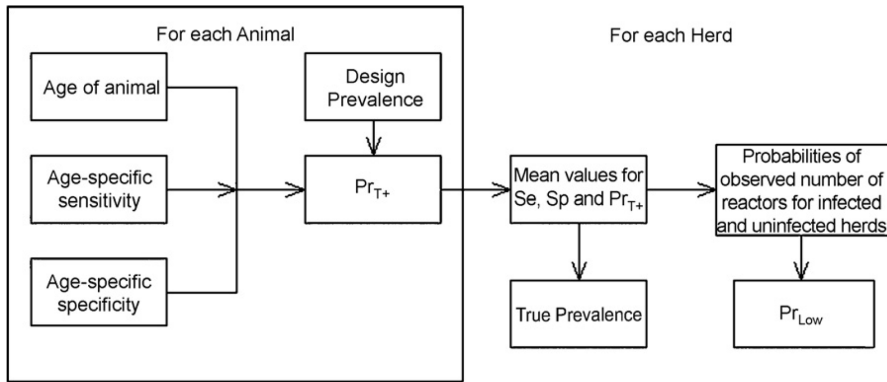 For each Animal
For each Herd
Age of animal
Design
Prevalence
Age-specific
sensitivity
Pr_T+
Mean values for
Se, Sp and Pr_T+
Probabilities of
observed number of
reactors for infected
and uninfected herds
Age-specific
specificity
True Prevalence
Pr_Low